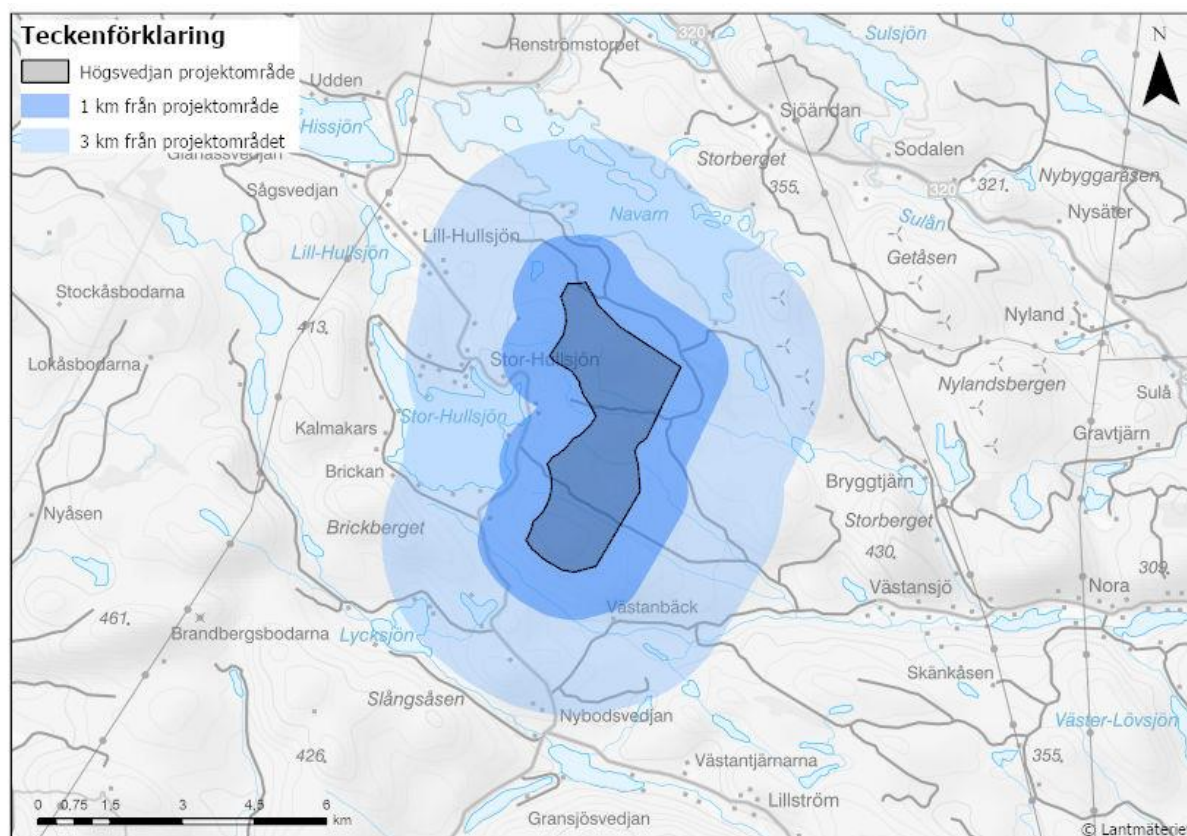 Teckenförklaring
Högsvedjan projektområde
1 km från projektområde
3 km från projektområdet
N
320
Sulsjön
Renströmstorpet
Udden
Hissjön
Sjöändan
Storberget
355
Sodalen
320
321
Nybyggaråsen
Sågsvedjan
Navarn
Sulån
Nysäter
Lill-Hullsjön
Lill-Hullsjön
Getåsen
Stockåsbodarna
413
Nyland
Lokåsbodarna
Stor-Hullsjön
Nylandsbergen
Sulå
Stor-Hullsjön
Kalmakars
Gravtjärn
Brickan
Bryggtjärn
Nyåsen
Brickberget
Storberget
430
309
Västansjö
Nora
Västanbäck
461
Brandbergsbodarna
Lycksjön
Skänkåsen
Slångsåsen
Nybodsvedjan
Väster-Lövsjön
426
Västantjärnarna
355
Lillström
0 0,75 1,5 3 4,5 6
km
Gransjösvedjan
© Lantmäteriet